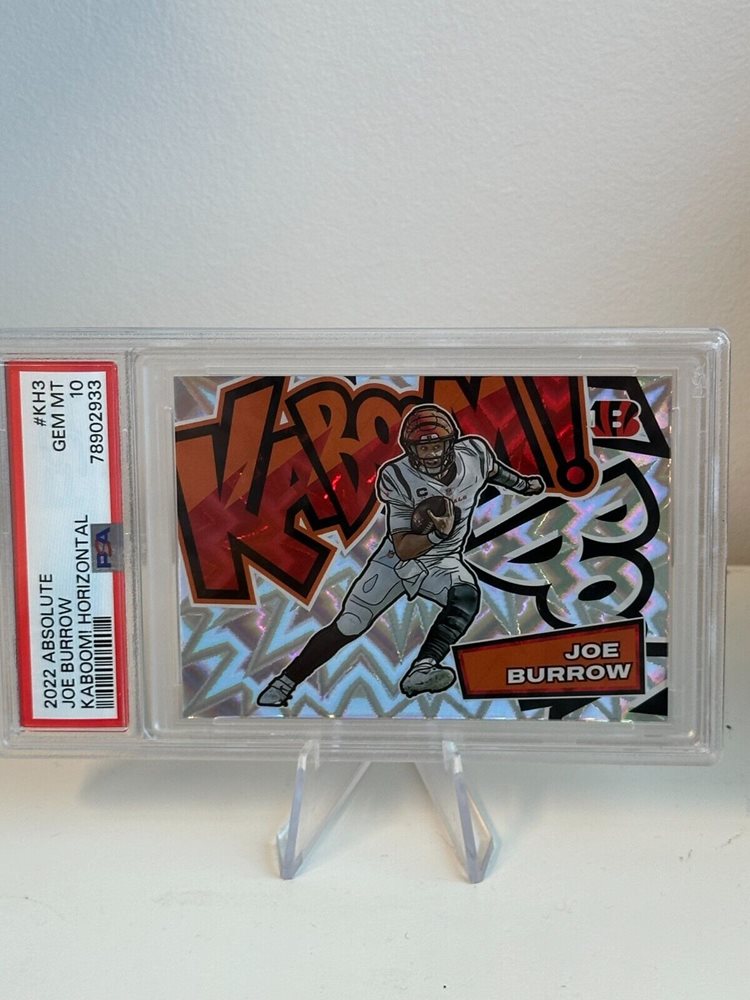 2022 ABSOLUTE #KH3
JOE BURROW GEM MT
KABOOM! HORIZONTAL 10
78902933
PSA
KABOOM!
B
C
JOE
BURROW